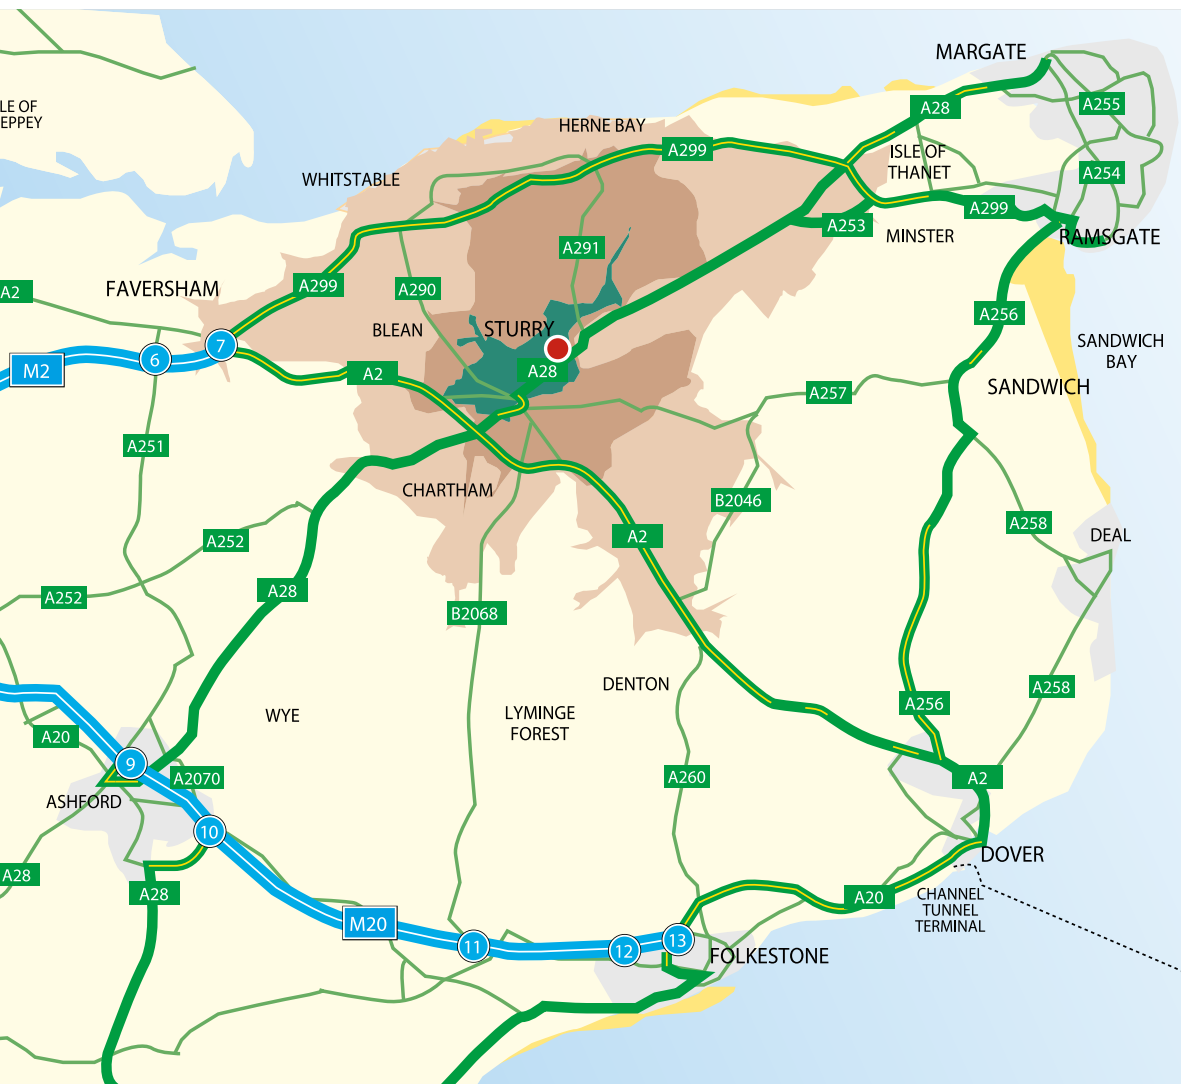 MARGATE
LE OF
EPPEY
A28
A255
HERNE BAY
A299
ISLE OF
THANET
WHITSTABLE
A254
A299
A253
MINSTER
RAMSGATE
A291
A299
A290
FAVERSHAM
A2
A256
BLEAN
STURRY
7
6
SANDWICH
BAY
M2
A2
A28
A257
SANDWICH
A251
CHARTHAM
B2046
A258
DEAL
A252
A2
A28
A252
B2068
DENTON
A258
A256
WYE
LYMINGE
FOREST
A20
9
A2070
A260
A2
ASHFORD
10
DOVER
A28
A28
A20
CHANNEL
TUNNEL
TERMINAL
M20
11
12
13
FOLKESTONE